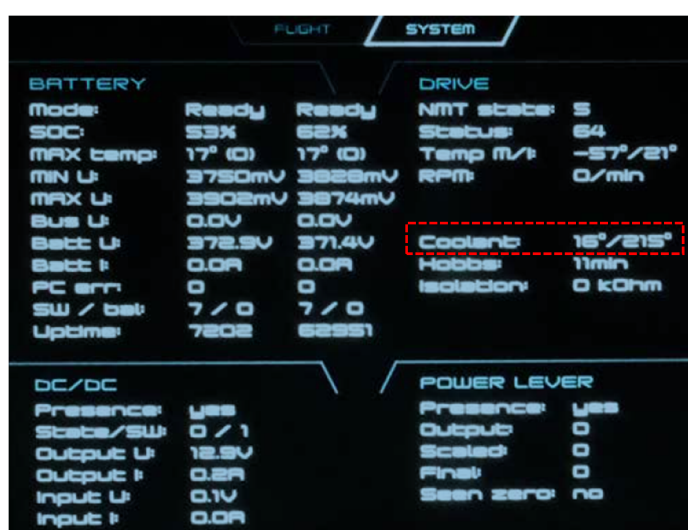 FLIGHT SYSTEM
BATTERY
Mode: Ready Ready
SOC: 53% 62%
MAX temp: 17° (0) 17° (0)
MIN U: 3750mV 3828mV
MAX U: 3902mV 3874mV
Bus U: 0.0V 0.0V
Batt U: 372.9V 371.4V
Batt I: 0.0A 0.0A
PC err: 0 0
SW / bal: 7 / 0 7 / 0
Uptime: 7202 62951
DRIVE
NMT state: 5
Status: 64
Temp M/I: -57°/21°
RPM: 0/min
Coolant: 16°/215°
Hobbs: 11min
Isolation: 0 kOhm
DC/DC
Presence: yes
State/SW: 0 / 1
Output U: 12.9V
Output I: 0.2A
Input U: 0.1V
Input I: 0.0A
POWER LEVER
Presence: yes
Output: 0
Scaled: 0
Final: 0
Seen zero: no